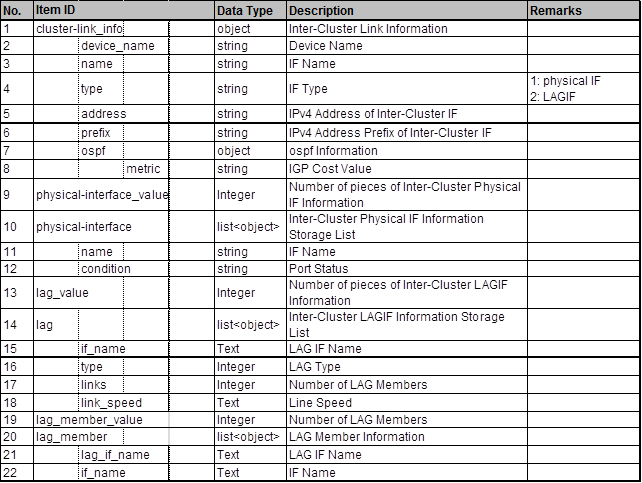 No. Item ID Data Type Description Remarks
1 cluster-link_info object Inter-Cluster Link Information
2 device_name string Device Name
3 name string IF Name
4 type string IF Type 1: physical IF
2: LAGIF
5 address string IPv4 Address of Inter-Cluster IF
6 prefix string IPv4 Address Prefix of Inter-Cluster IF
7 ospf object ospf Information
8 metric string IGP Cost Value
9 physical-interface_value Integer Number of pieces of Inter-Cluster Physical
IF Information
10 physical-interface list<object> Inter-Cluster Physical IF Information
Storage List
11 name string IF Name
12 condition string Port Status
13 lag_value Integer Number of pieces of Inter-Cluster LAGIF
Information
14 lag list<object> Inter-Cluster LAGIF Information Storage
List
15 if_name Text LAG IF Name
16 type Integer LAG Type
17 links Integer Number of LAG Members
18 link_speed Text Line Speed
19 lag_member_value Integer Number of LAG Members
20 lag_member list<object> LAG Member Information
21 lag_if_name Text LAG IF Name
22 if_name Text IF Name